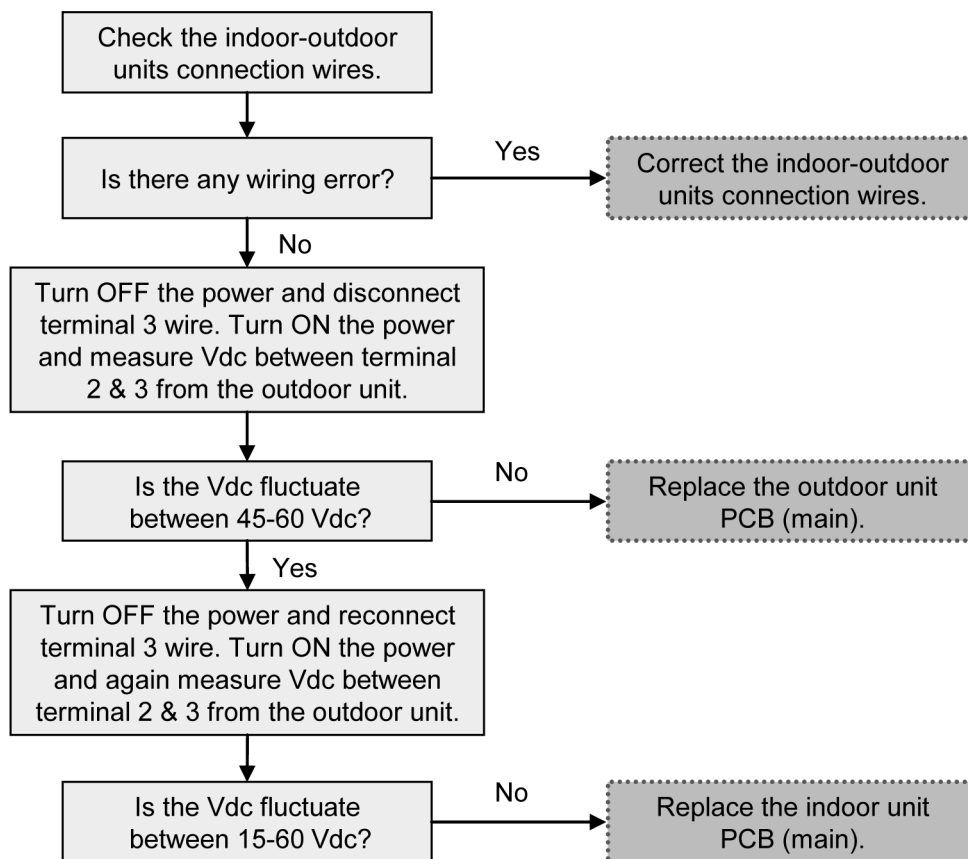 Check the indoor-outdoor
units connection wires.
Is there any wiring error?
Yes
Correct the indoor-outdoor
units connection wires.
No
Turn OFF the power and disconnect
terminal 3 wire. Turn ON the power
and measure Vdc between terminal
2 & 3 from the outdoor unit.
Is the Vdc fluctuate
between 45-60 Vdc?
No
Replace the outdoor unit
PCB (main).
Yes
Turn OFF the power and reconnect
terminal 3 wire. Turn ON the power
and again measure Vdc between
terminal 2 & 3 from the outdoor unit.
Is the Vdc fluctuate
between 15-60 Vdc?
No
Replace the indoor unit
PCB (main).